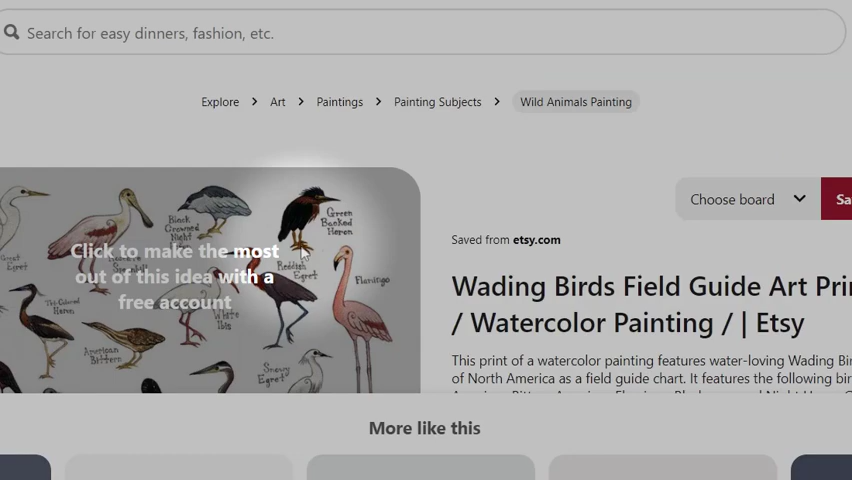 Search for easy dinners, fashion, etc.
Explore
Art
Paintings
Painting Subjects
Wild Animals Painting
Choose board
Sa
Saved from etsy.com
Wading Birds Field Guide Art Prin
/ Watercolor Painting / | Etsy
This print of a watercolor painting features water-loving Wading Bi
of North America as a field guide chart. It features the following bir
Click to make the most
out of this idea with a
free account
Great
Egret
Black
Crowned
Night
Green
Backed
Heron
Reddish
Egret
Flamingo
Tri-Colored
Heron
White
Ibis
American
Bittern
Snowy
Egret
More like this